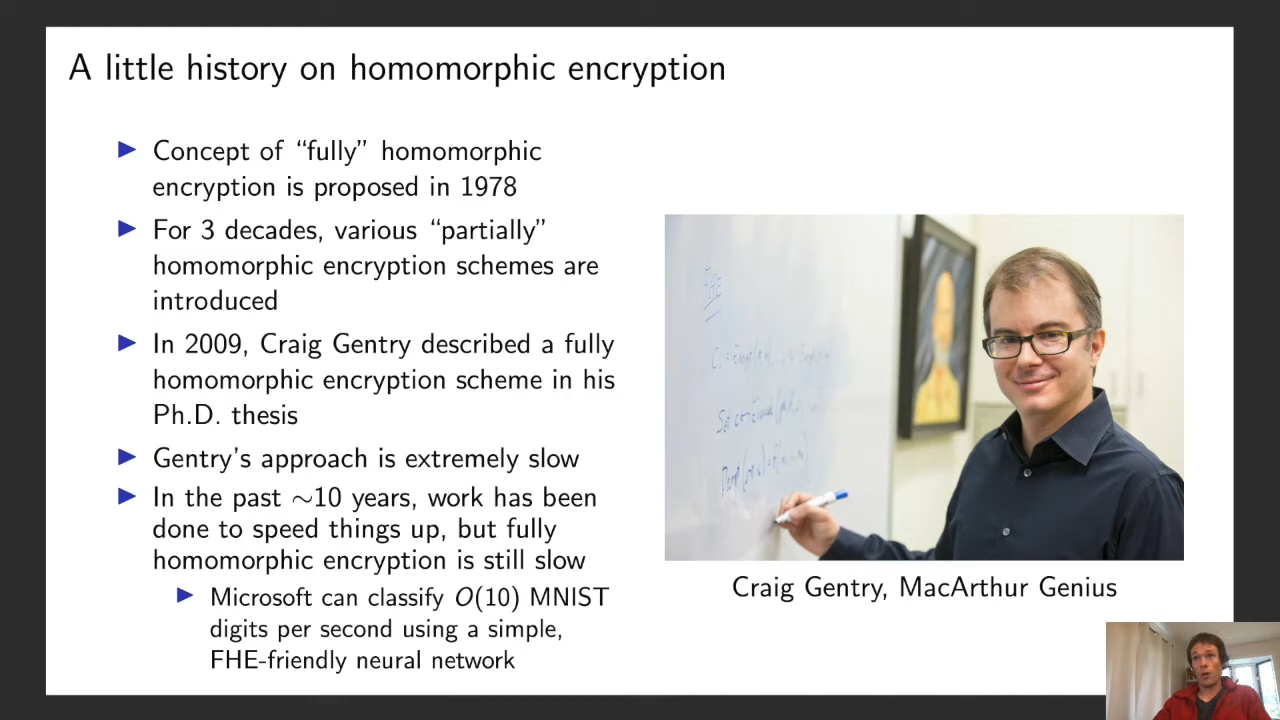 A little history on homomorphic encryption
▶ Concept of “fully” homomorphic
encryption is proposed in 1978
▶ For 3 decades, various “partially”
homomorphic encryption schemes are
introduced
▶ In 2009, Craig Gentry described a fully
homomorphic encryption scheme in his
Ph.D. thesis
▶ Gentry’s approach is extremely slow
▶ In the past ∼10 years, work has been
done to speed things up, but fully
homomorphic encryption is still slow
▶ Microsoft can classify O(10) MNIST
digits per second using a simple,
FHE-friendly neural network
FHE
Craig Gentry, MacArthur Genius